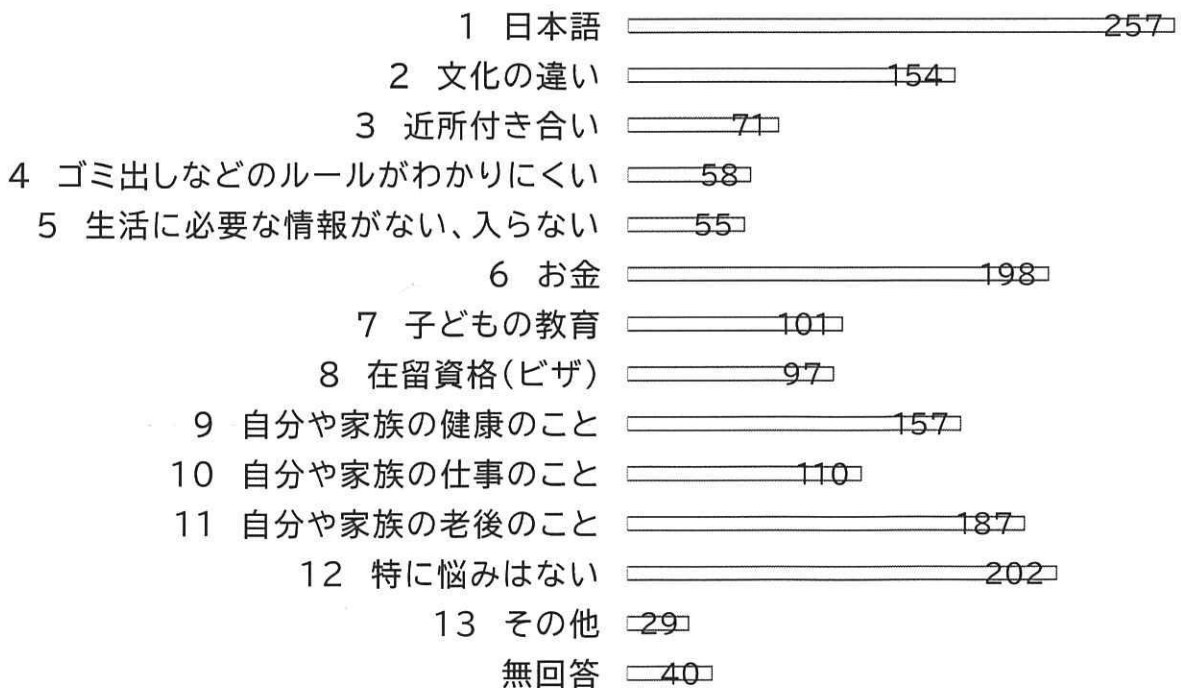 1 日本語 257
2 文化の違い 154
3 近所付き合い 71
4 ゴミ出しなどのルールがわかりにくい 58
5 生活に必要な情報がない、入らない 55
6 お金 198
7 子どもの教育 101
8 在留資格(ビザ) 97
9 自分や家族の健康のこと 157
10 自分や家族の仕事のこと 110
11 自分や家族の老後のこと 187
12 特に悩みはない 202
13 その他 29
無回答 40